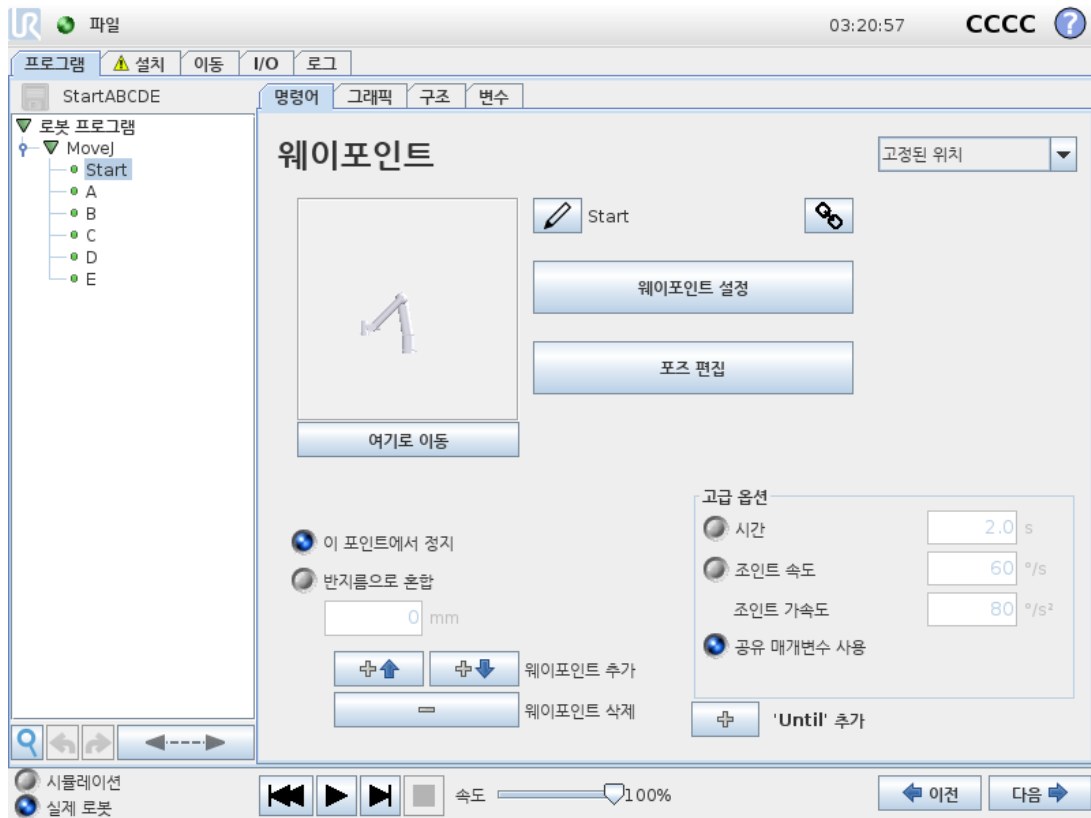 UR 파일 03:20:57 CCCC ?
프로그램 설치 이동 I/O 로그
StartABCDE 명령어 그래픽 구조 변수
로봇 프로그램
MoveJ
Start
A
B
C
D
E
웨이포인트 고정된 위치
Start
웨이포인트 설정
포즈 편집
여기로 이동
이 포인트에서 정지
반지름으로 혼합
0 mm
웨이포인트 추가
웨이포인트 삭제
고급 옵션
시간 2.0 s
조인트 속도 60 °/s
조인트 가속도 80 °/s²
공유 매개변수 사용
'Until' 추가
시뮬레이션
실제 로봇
속도 100%
이전 다음